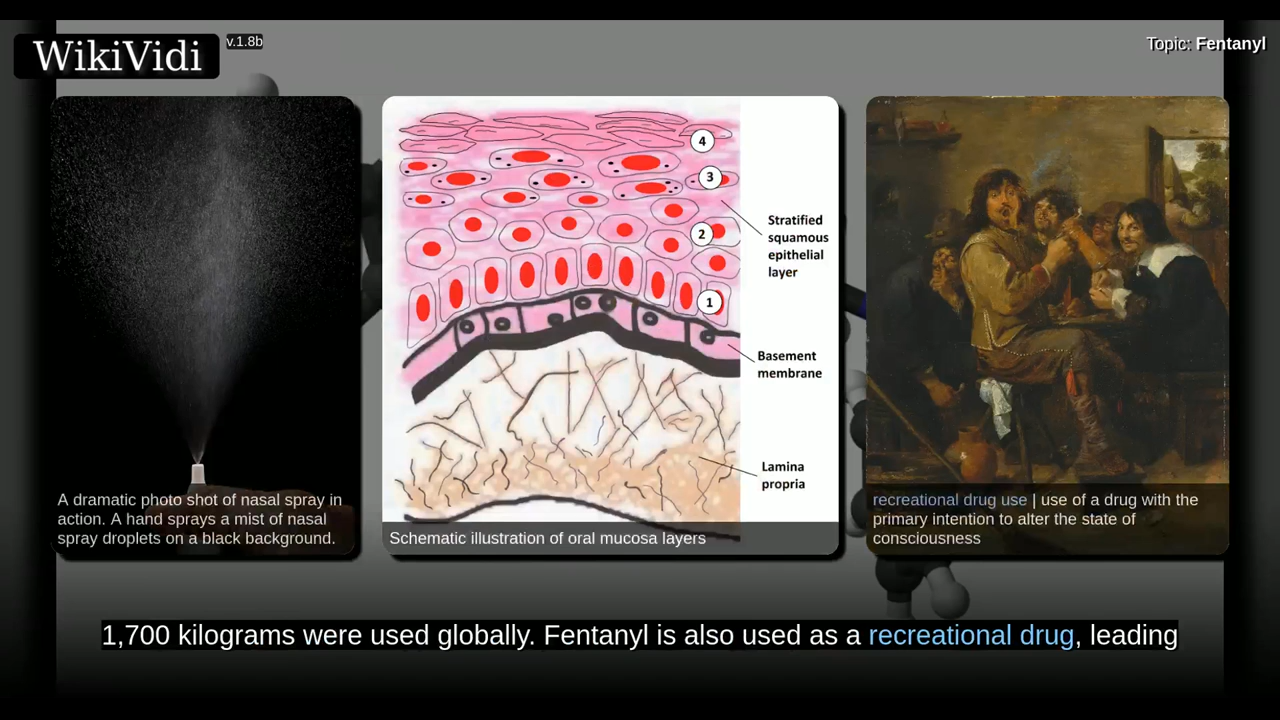 WikiVidi
v.1.8b
Topic: Fentanyl
A dramatic photo shot of nasal spray in
action. A hand sprays a mist of nasal
spray droplets on a black background.
4
3
2
1
Stratified
squamous
epithelial
layer
Basement
membrane
Lamina
propria
Schematic illustration of oral mucosa layers
recreational drug use | use of a drug with the
primary intention to alter the state of
consciousness
1,700 kilograms were used globally. Fentanyl is also used as a recreational drug, leading